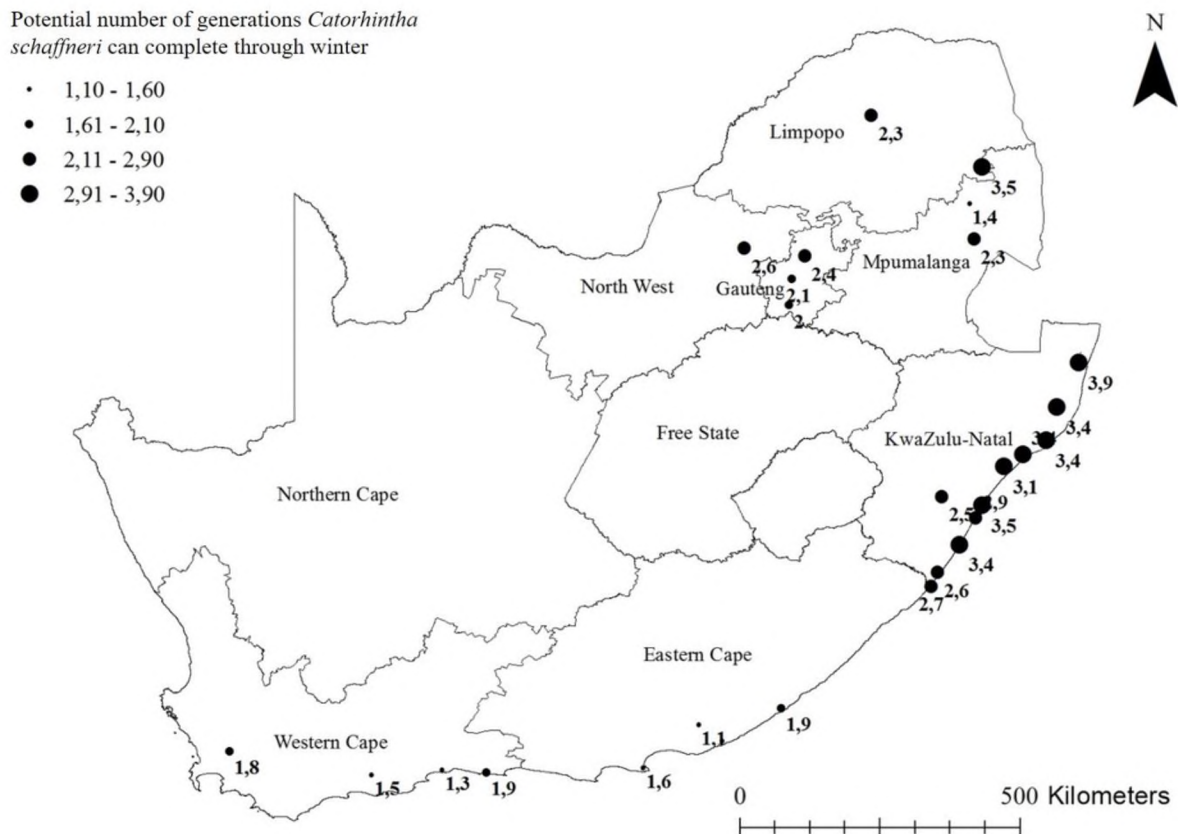 Potential number of generations Catorhintha
schaffneri can complete through winter
1,10 - 1,60
1,61 - 2,10
2,11 - 2,90
2,91 - 3,90
N
Limpopo
2,3
3,5
1,4
2,3
Mpumalanga
2,6
2,4
North West
Gauteng
2,1
2
3,9
3,4
Free State
KwaZulu-Natal
3,4
3,1
Northern Cape
2,5
3,5
3,4
2,6
2,7
Eastern Cape
1,9
1,1
Western Cape
1,8
1,5
1,3
1,9
1,6
0
500 Kilometers